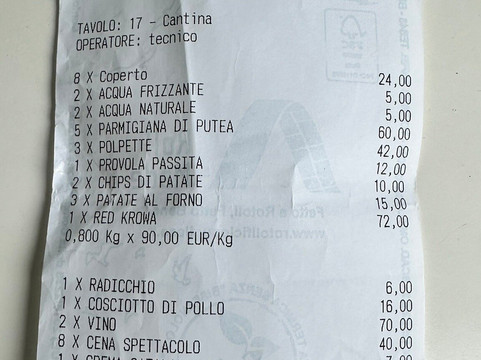 TAVOLO: 17 - Cantina
OPERATORE: tecnico
8 X Coperto 24,00
2 X ACQUA FRIZZANTE 5,00
2 X ACQUA NATURALE 5,00
5 X PARMIGIANA DI PUTEA 60,00
3 X POLPETTE 42,00
1 X PROVOLA PASSITA 12,00
2 X CHIPS DI PATATE 10,00
3 X PATATE AL FORNO 15,00
1 X RED KROWA 72,00
0,800 Kg x 90,00 EUR/Kg
1 X RADICCHIO 6,00
1 X COSCIOTTO DI POLLO 16,00
2 X VINO 70,00
8 X CENA SPETTACOLO 40,00